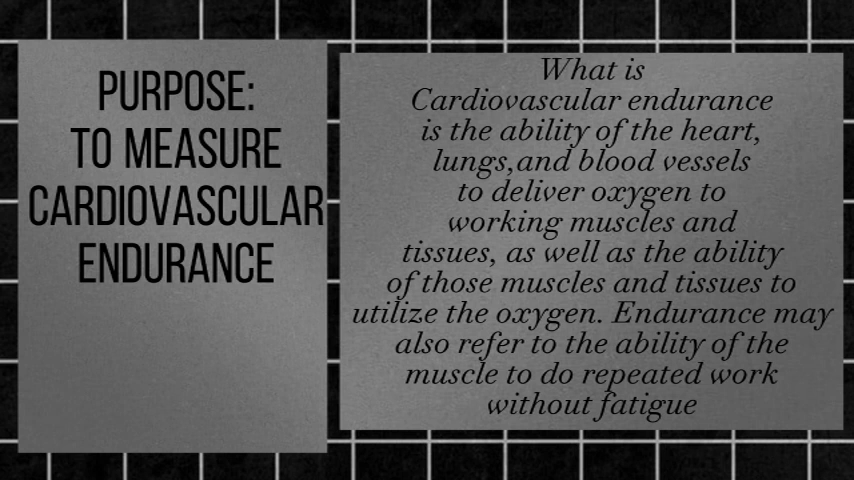 PURPOSE:
TO MEASURE
CARDIOVASCULAR
ENDURANCE
What is
Cardiovascular endurance
is the ability of the heart,
lungs,and blood vessels
to deliver oxygen to
working muscles and
tissues, as well as the ability
of those muscles and tissues to
utilize the oxygen. Endurance may
also refer to the ability of the
muscle to do repeated work
without fatigue